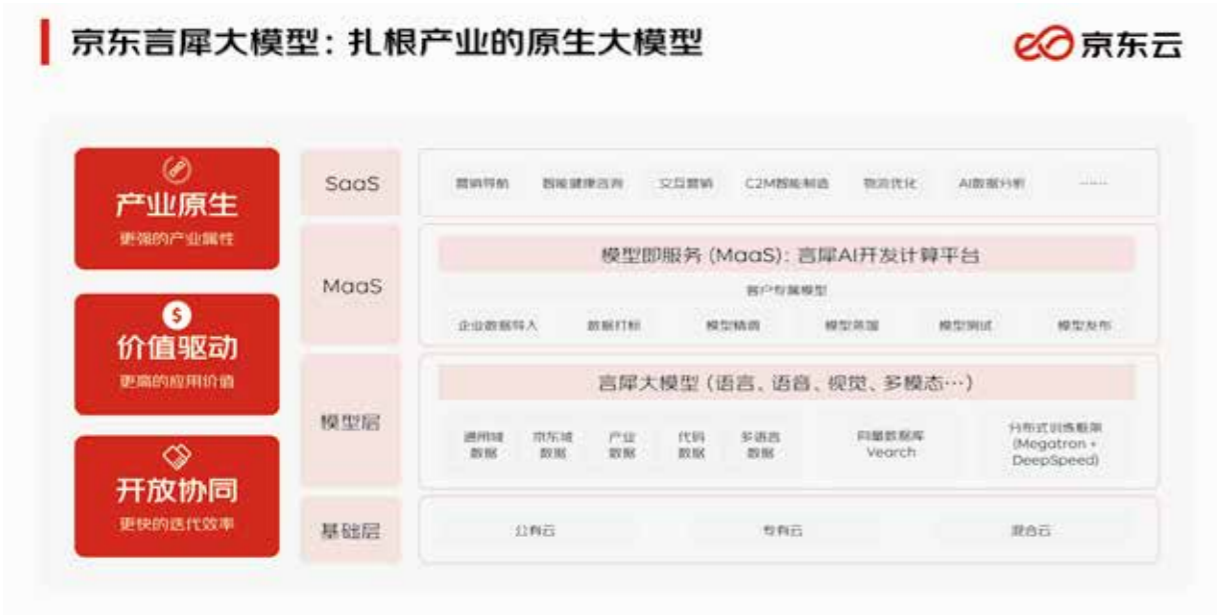 京东言犀大模型：扎根产业的原生大模型
京东云
产业原生
更强的产业属性
价值驱动
更高的应用价值
开放协同
更快的迭代效率
SaaS
营销导航 智能健康咨询 交互营销 C2M智能制造 物流优化 AI数据分析 ……
MaaS
模型即服务 (MaaS)：言犀AI开发计算平台
客户专属模型
企业数据导入 数据打标 模型精调 模型蒸馏 模型测试 模型发布
模型层
言犀大模型 (语言、语音、视觉、多模态…)
通用域
数据
京东域
数据
产业
数据
代码
数据
多语言
数据
向量数据库
Vearch
分布式训练框架
(Megatron +
DeepSpeed)
基础层
公有云 专有云 混合云